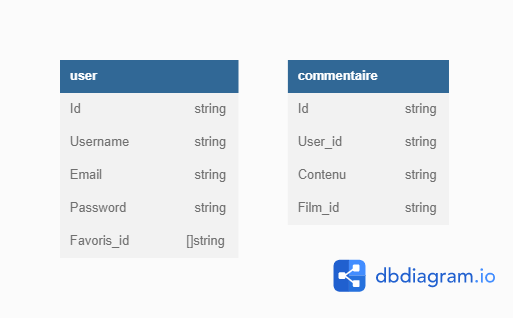 user
Id string
Username string
Email string
Password string
Favoris_id []string
commentaire
Id string
User_id string
Contenu string
Film_id string
dbdiagram.io